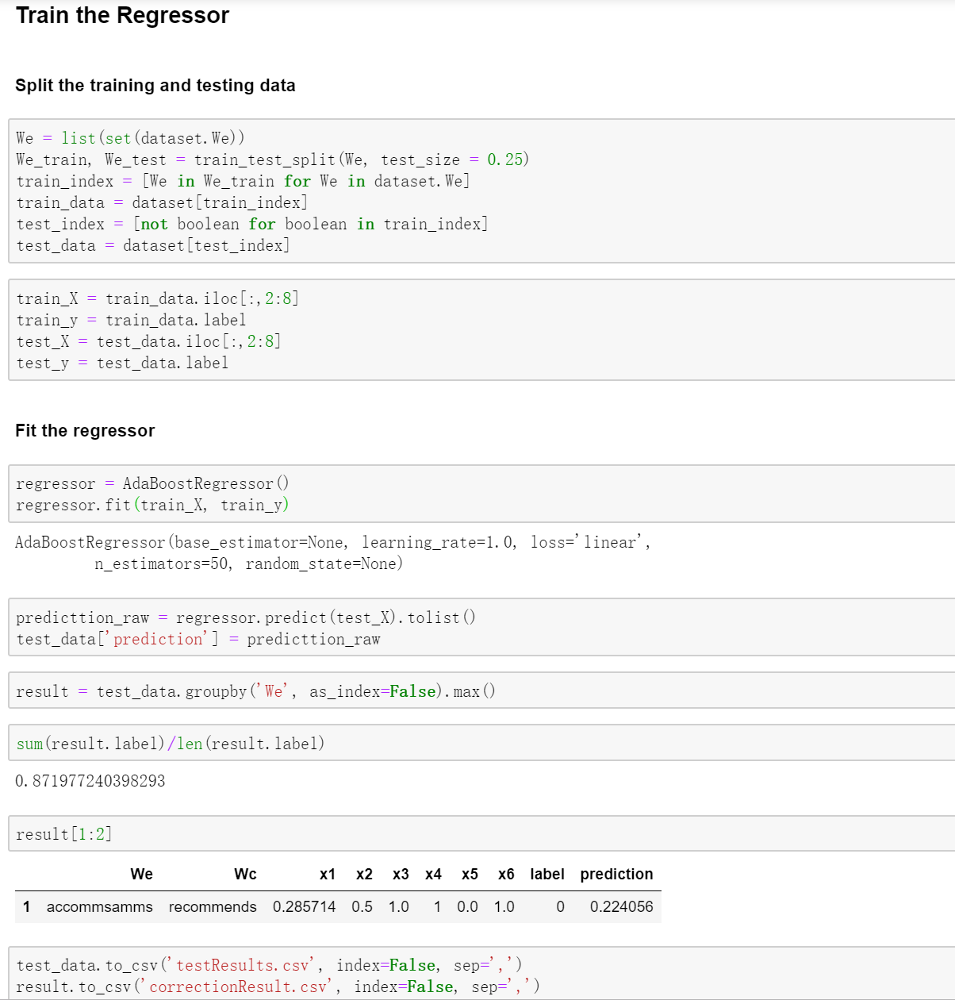 Train the Regressor
Split the training and testing data
We = list(set(dataset.We))
We_train, We_test = train_test_split(We, test_size = 0.25)
train_index = [We in We_train for We in dataset.We]
train_data = dataset[train_index]
test_index = [not boolean for boolean in train_index]
test_data = dataset[test_index]
train_X = train_data.iloc[:,2:8]
train_y = train_data.label
test_X = test_data.iloc[:,2:8]
test_y = test_data.label
Fit the regressor
regressor = AdaBoostRegressor()
regressor.fit(train_X, train_y)
AdaBoostRegressor(base_estimator=None, learning_rate=1.0, loss='linear',
n_estimators=50, random_state=None)
predicttion_raw = regressor.predict(test_X).tolist()
test_data['prediction'] = predicttion_raw
result = test_data.groupby('We', as_index=False).max()
sum(result.label)/len(result.label)
0.871977240398293
result[1:2]
We Wc x1 x2 x3 x4 x5 x6 label prediction
1 accommsamms recommends 0.285714 0.5 1.0 1 0.0 1.0 0 0.224056
test_data.to_csv('testResults.csv', index=False, sep=',')
result.to_csv('correctionResult.csv', index=False, sep=',')